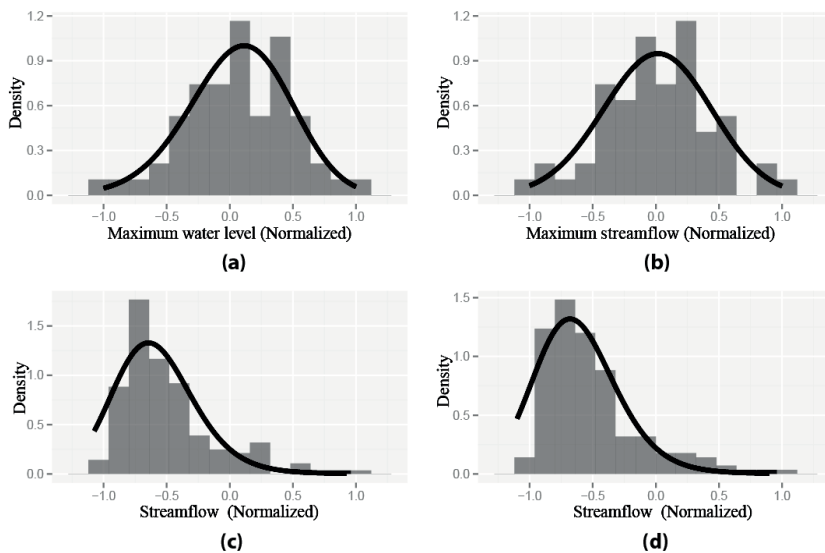 1.2
0.9
0.6
0.3
0.0
Density
−1.0 −0.5 0.0 0.5 1.0
Maximum water level (Normalized)
(a)
1.2
0.9
0.6
0.3
0.0
Density
−1.0 −0.5 0.0 0.5 1.0
Maximum streamflow (Normalized)
(b)
1.5
1.0
0.5
0.0
Density
−1.0 −0.5 0.0 0.5 1.0
Streamflow (Normalized)
(c)
1.5
1.0
0.5
0.0
Density
−1.0 −0.5 0.0 0.5 1.0
Streamflow (Normalized)
(d)